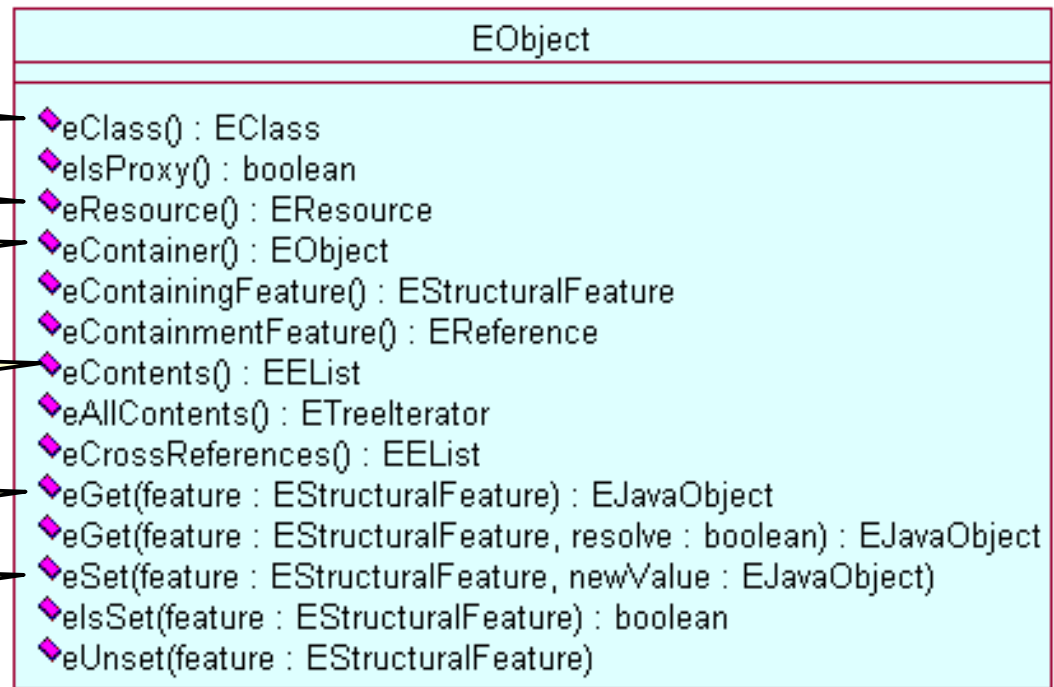 EObject
eClass() : EClass
eIsProxy() : boolean
eResource() : EResource
eContainer() : EObject
eContainingFeature() : EStructuralFeature
eContainmentFeature() : EReference
eContents() : EEList
eAllContents() : ETreeIterator
eCrossReferences() : EEList
eGet(feature : EStructuralFeature) : EJavaObject
eGet(feature : EStructuralFeature, resolve : boolean) : EJavaObject
eSet(feature : EStructuralFeature, newValue : EJavaObject)
eIsSet(feature : EStructuralFeature) : boolean
eUnset(feature : EStructuralFeature)